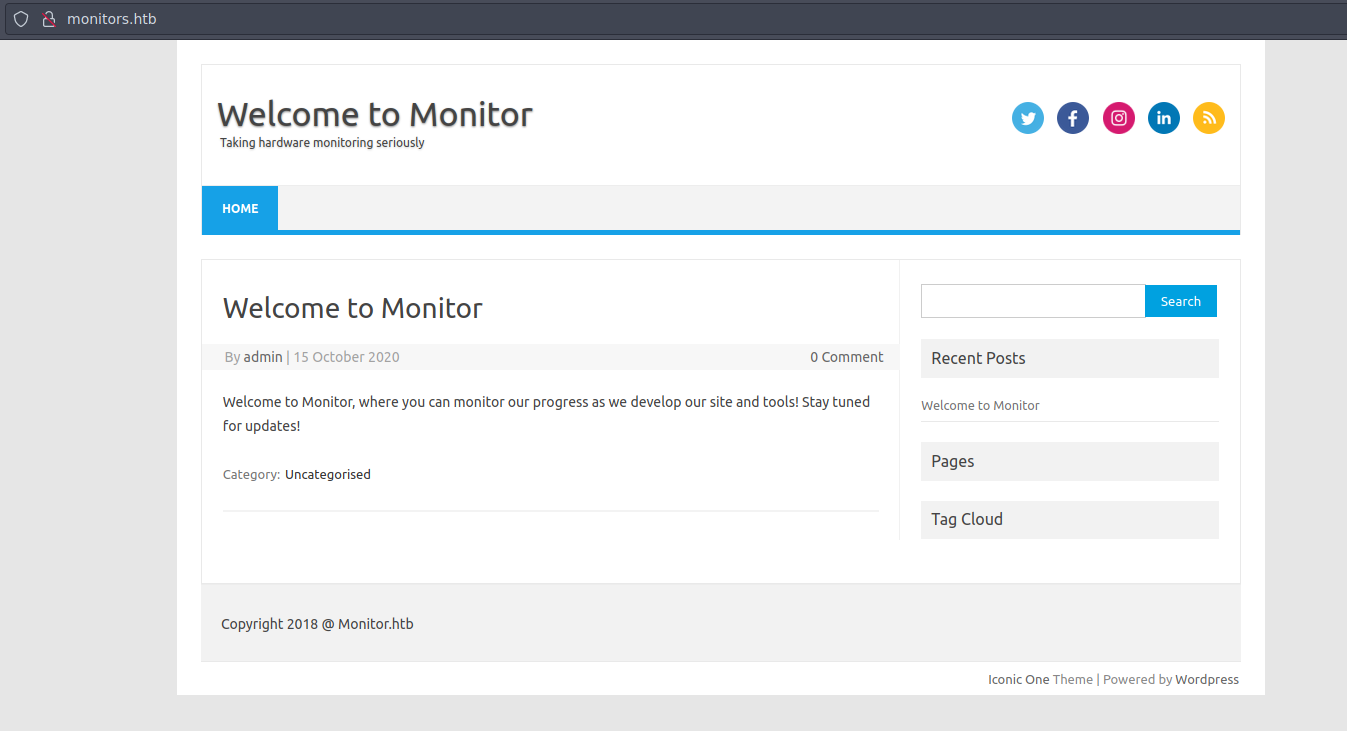 monitors.htb
Welcome to Monitor
Taking hardware monitoring seriously
HOME
Welcome to Monitor
By admin | 15 October 2020
0 Comment
Welcome to Monitor, where you can monitor our progress as we develop our site and tools! Stay tuned
for updates!
Category: Uncategorised
Search
Recent Posts
Welcome to Monitor
Pages
Tag Cloud
Copyright 2018 @ Monitor.htb
Iconic One Theme | Powered by Wordpress